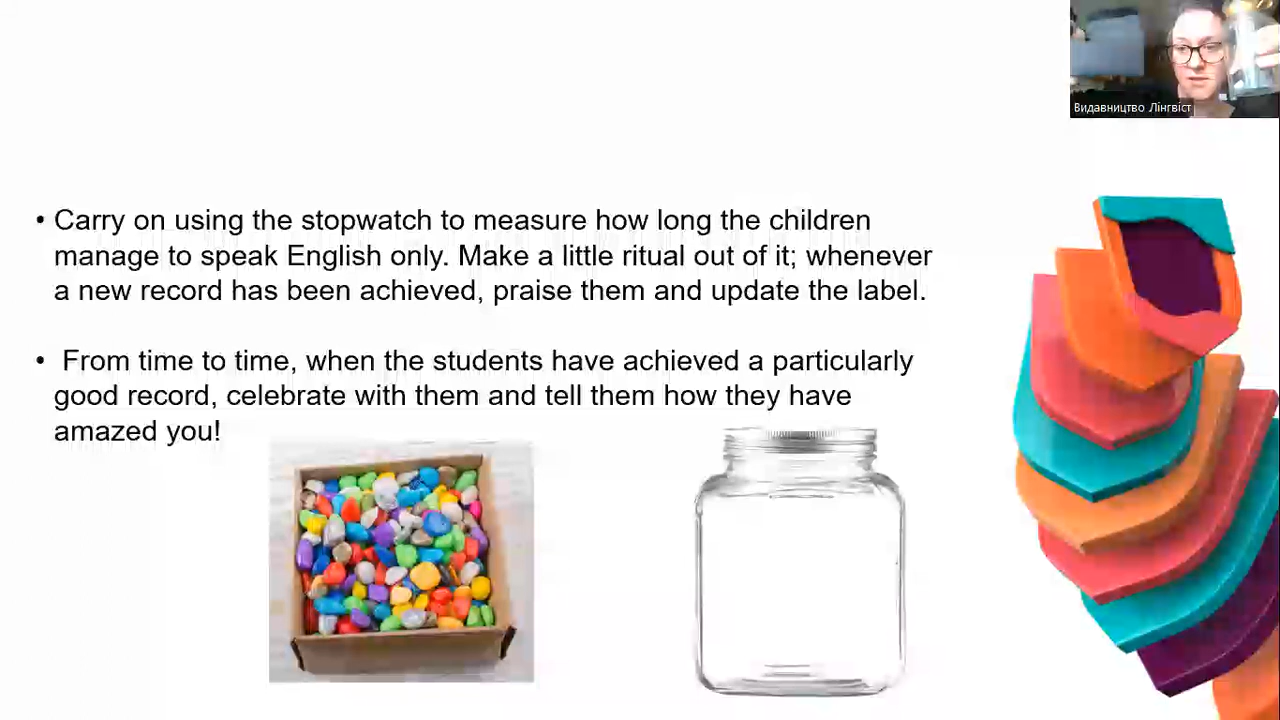 Видавництво Лінгвіст
• Carry on using the stopwatch to measure how long the children
manage to speak English only. Make a little ritual out of it; whenever
a new record has been achieved, praise them and update the label.
• From time to time, when the students have achieved a particularly
good record, celebrate with them and tell them how they have
amazed you!